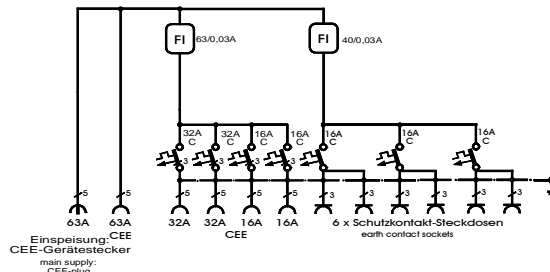 FI 63/0,03A FI 40/0,03A
32A 32A 16A 16A 16A 16A 16A
C C C C C C C
3 3 3 3 3 3 3
5 5 5 5 5 5 3 3 3 3 3 3
63A 63A 32A 32A 16A 16A 6 x Schutzkontakt-Steckdosen
CEE CEE earth contact sockets
Einspeisung:
CEE-Gerätestecker
main supply:
CEE-plug